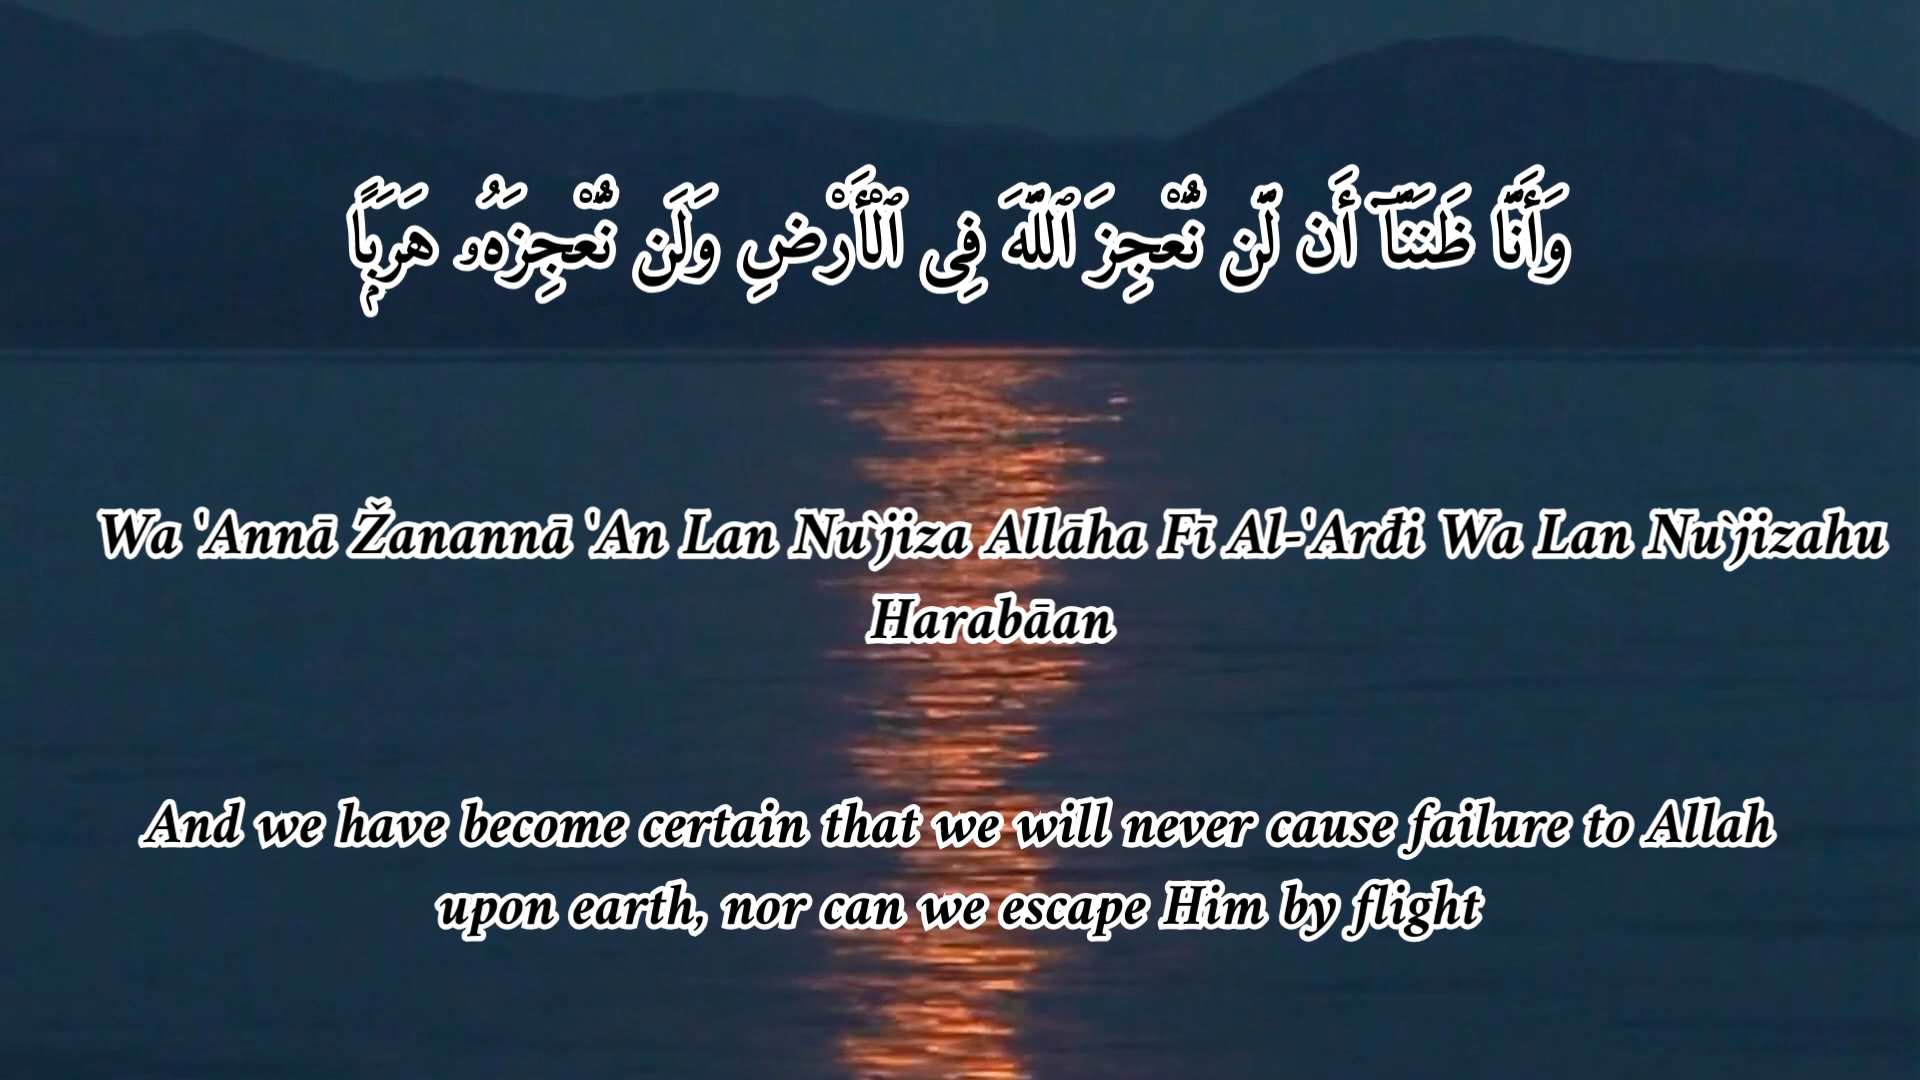 وَأَنَّا ظَنَنَّآ أَن لَّن نُّعْجِزَ ٱللَّهَ فِى ٱلْأَرْضِ وَلَن نُّعْجِزَهُۥ هَرَبًۭا
Wa 'Annā Žanannā 'An Lan Nu`jiza Allāha Fī Al-'Arđi Wa Lan Nu`jizahu
Harabāan
And we have become certain that we will never cause failure to Allah
upon earth, nor can we escape Him by flight